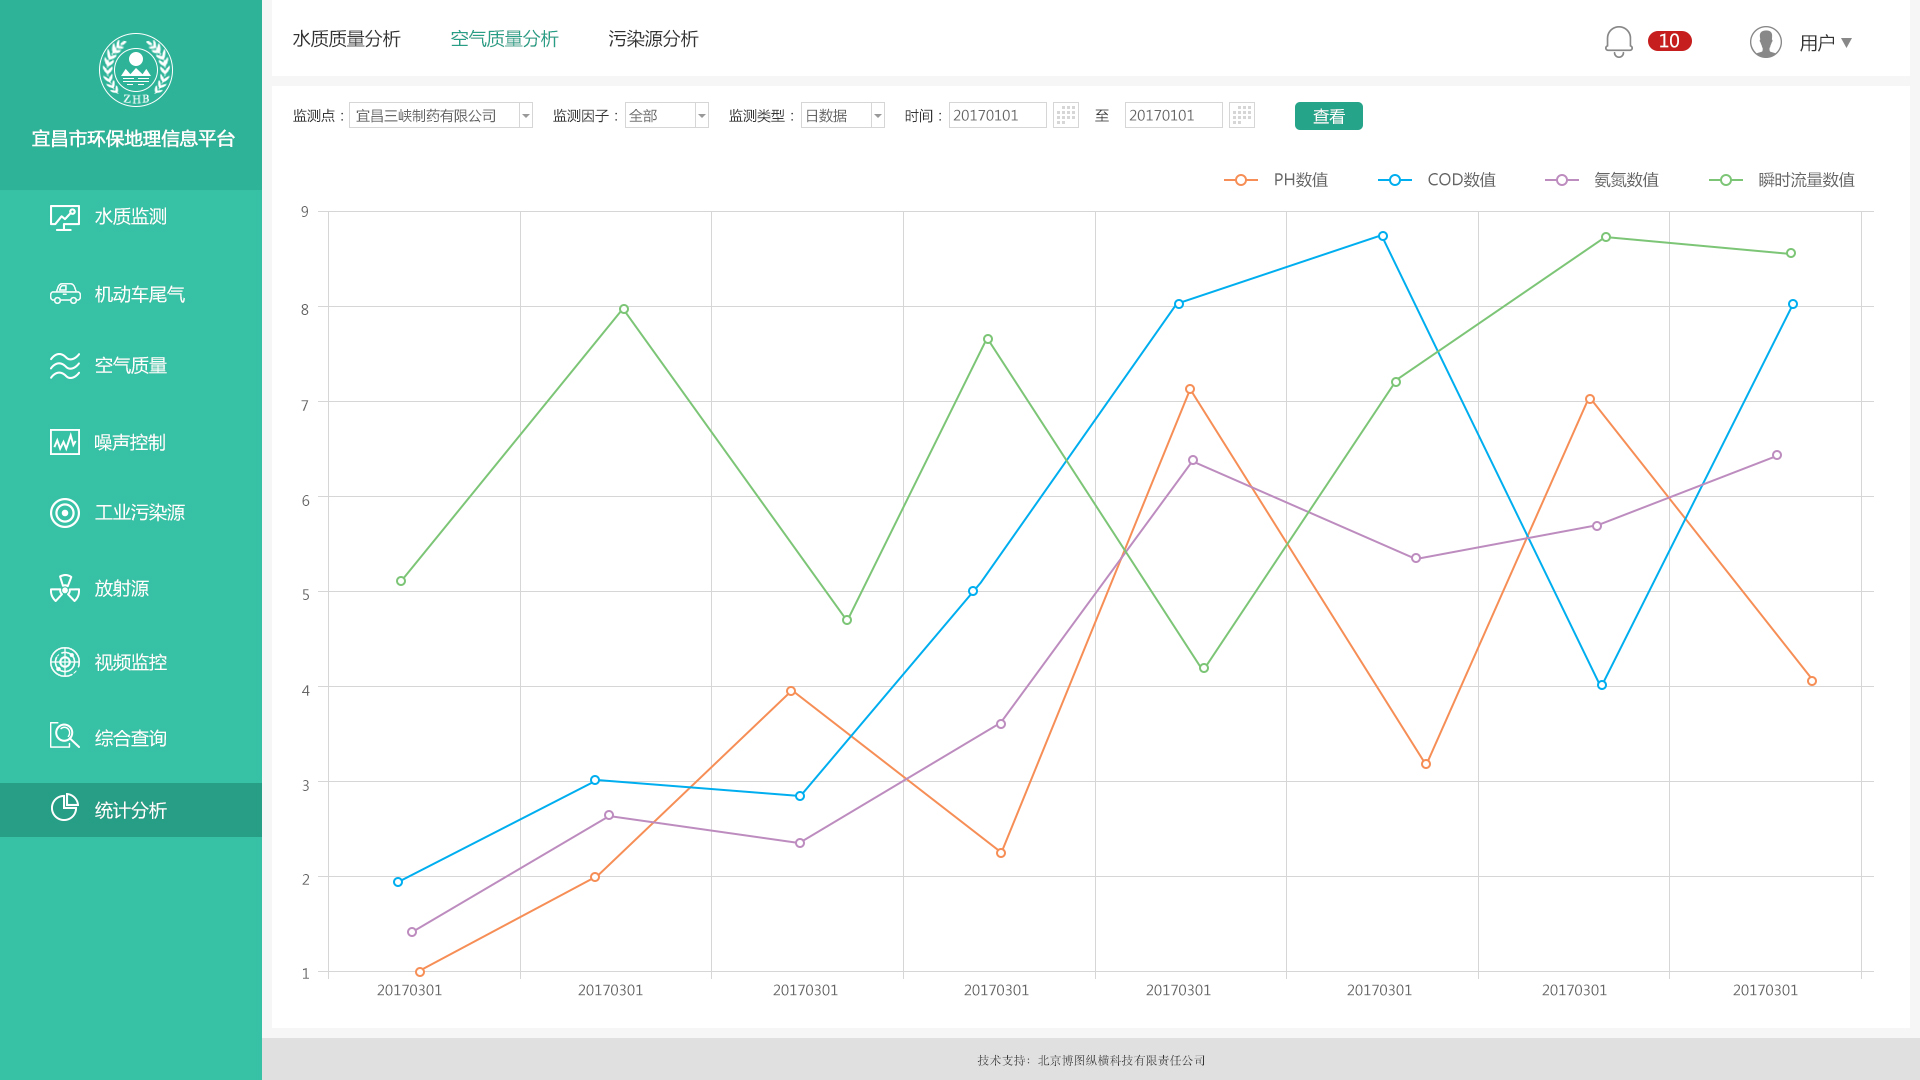 ZHB
宜昌市环保地理信息平台
水质监测
机动车尾气
空气质量
噪声控制
工业污染源
放射源
视频监控
综合查询
统计分析
水质质量分析 空气质量分析 污染源分析
10 用户
监测点： 宜昌三峡制药有限公司 监测因子： 全部 监测类型： 日数据 时间： 20170101 至 20170101 查看
PH数值 COD数值 氨氮数值 瞬时流量数值
9
8
7
6
5
4
3
2
1
20170301 20170301 20170301 20170301 20170301 20170301 20170301 20170301
技术支持：北京博图纵横科技有限责任公司